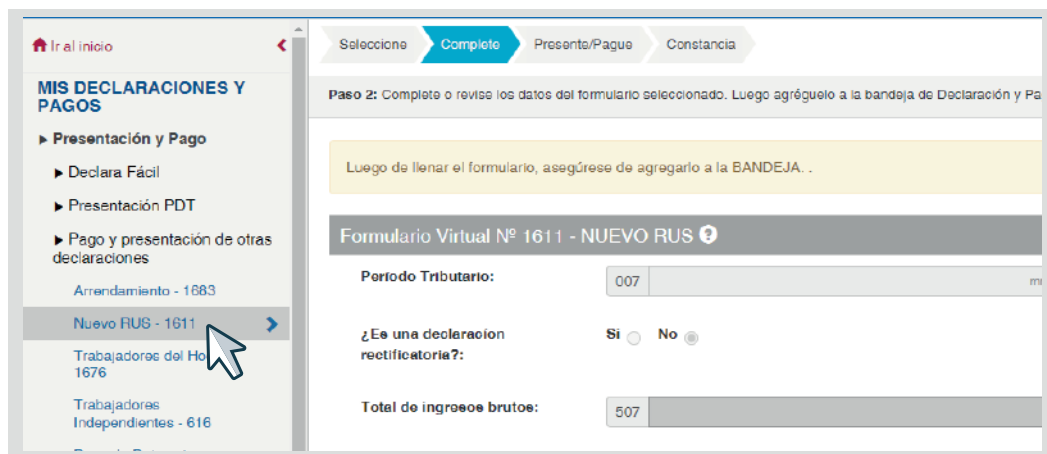 Ir al inicio
MIS DECLARACIONES Y
PAGOS
Presentación y Pago
Declara Fácil
Presentación PDT
Pago y presentación de otras
declaraciones
Arrendamiento - 1683
Nuevo RUS - 1611
Trabajadores del
1676
Trabajadores
Independientes - 616
Seleccione
Complete
Presente/Pague
Constancia
Paso 2: Complete o revise los datos del formulario seleccionado. Luego agréguelo a la bandeja de Declaración y Pa
Luego de llenar el formulario, asegúrese de agregarlo a la BANDEJA. .
Formulario Virtual Nº 1611 - NUEVO RUS
Período Tributario:
007
¿Es una declaracíon
rectificatoria?:
Si
No
Total de ingresos brutos:
507